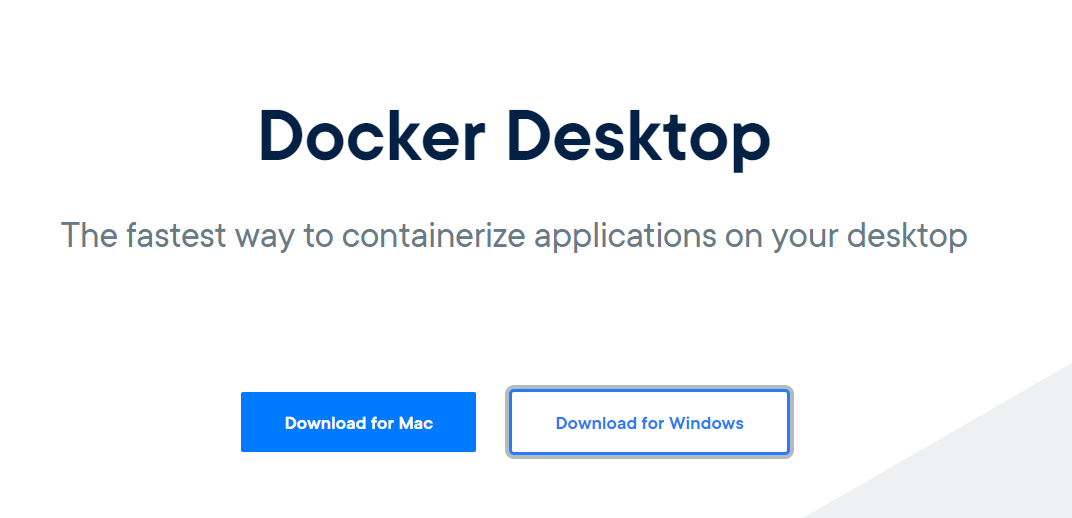 Docker Desktop
The fastest way to containerize applications on your desktop
Download for Mac
Download for Windows